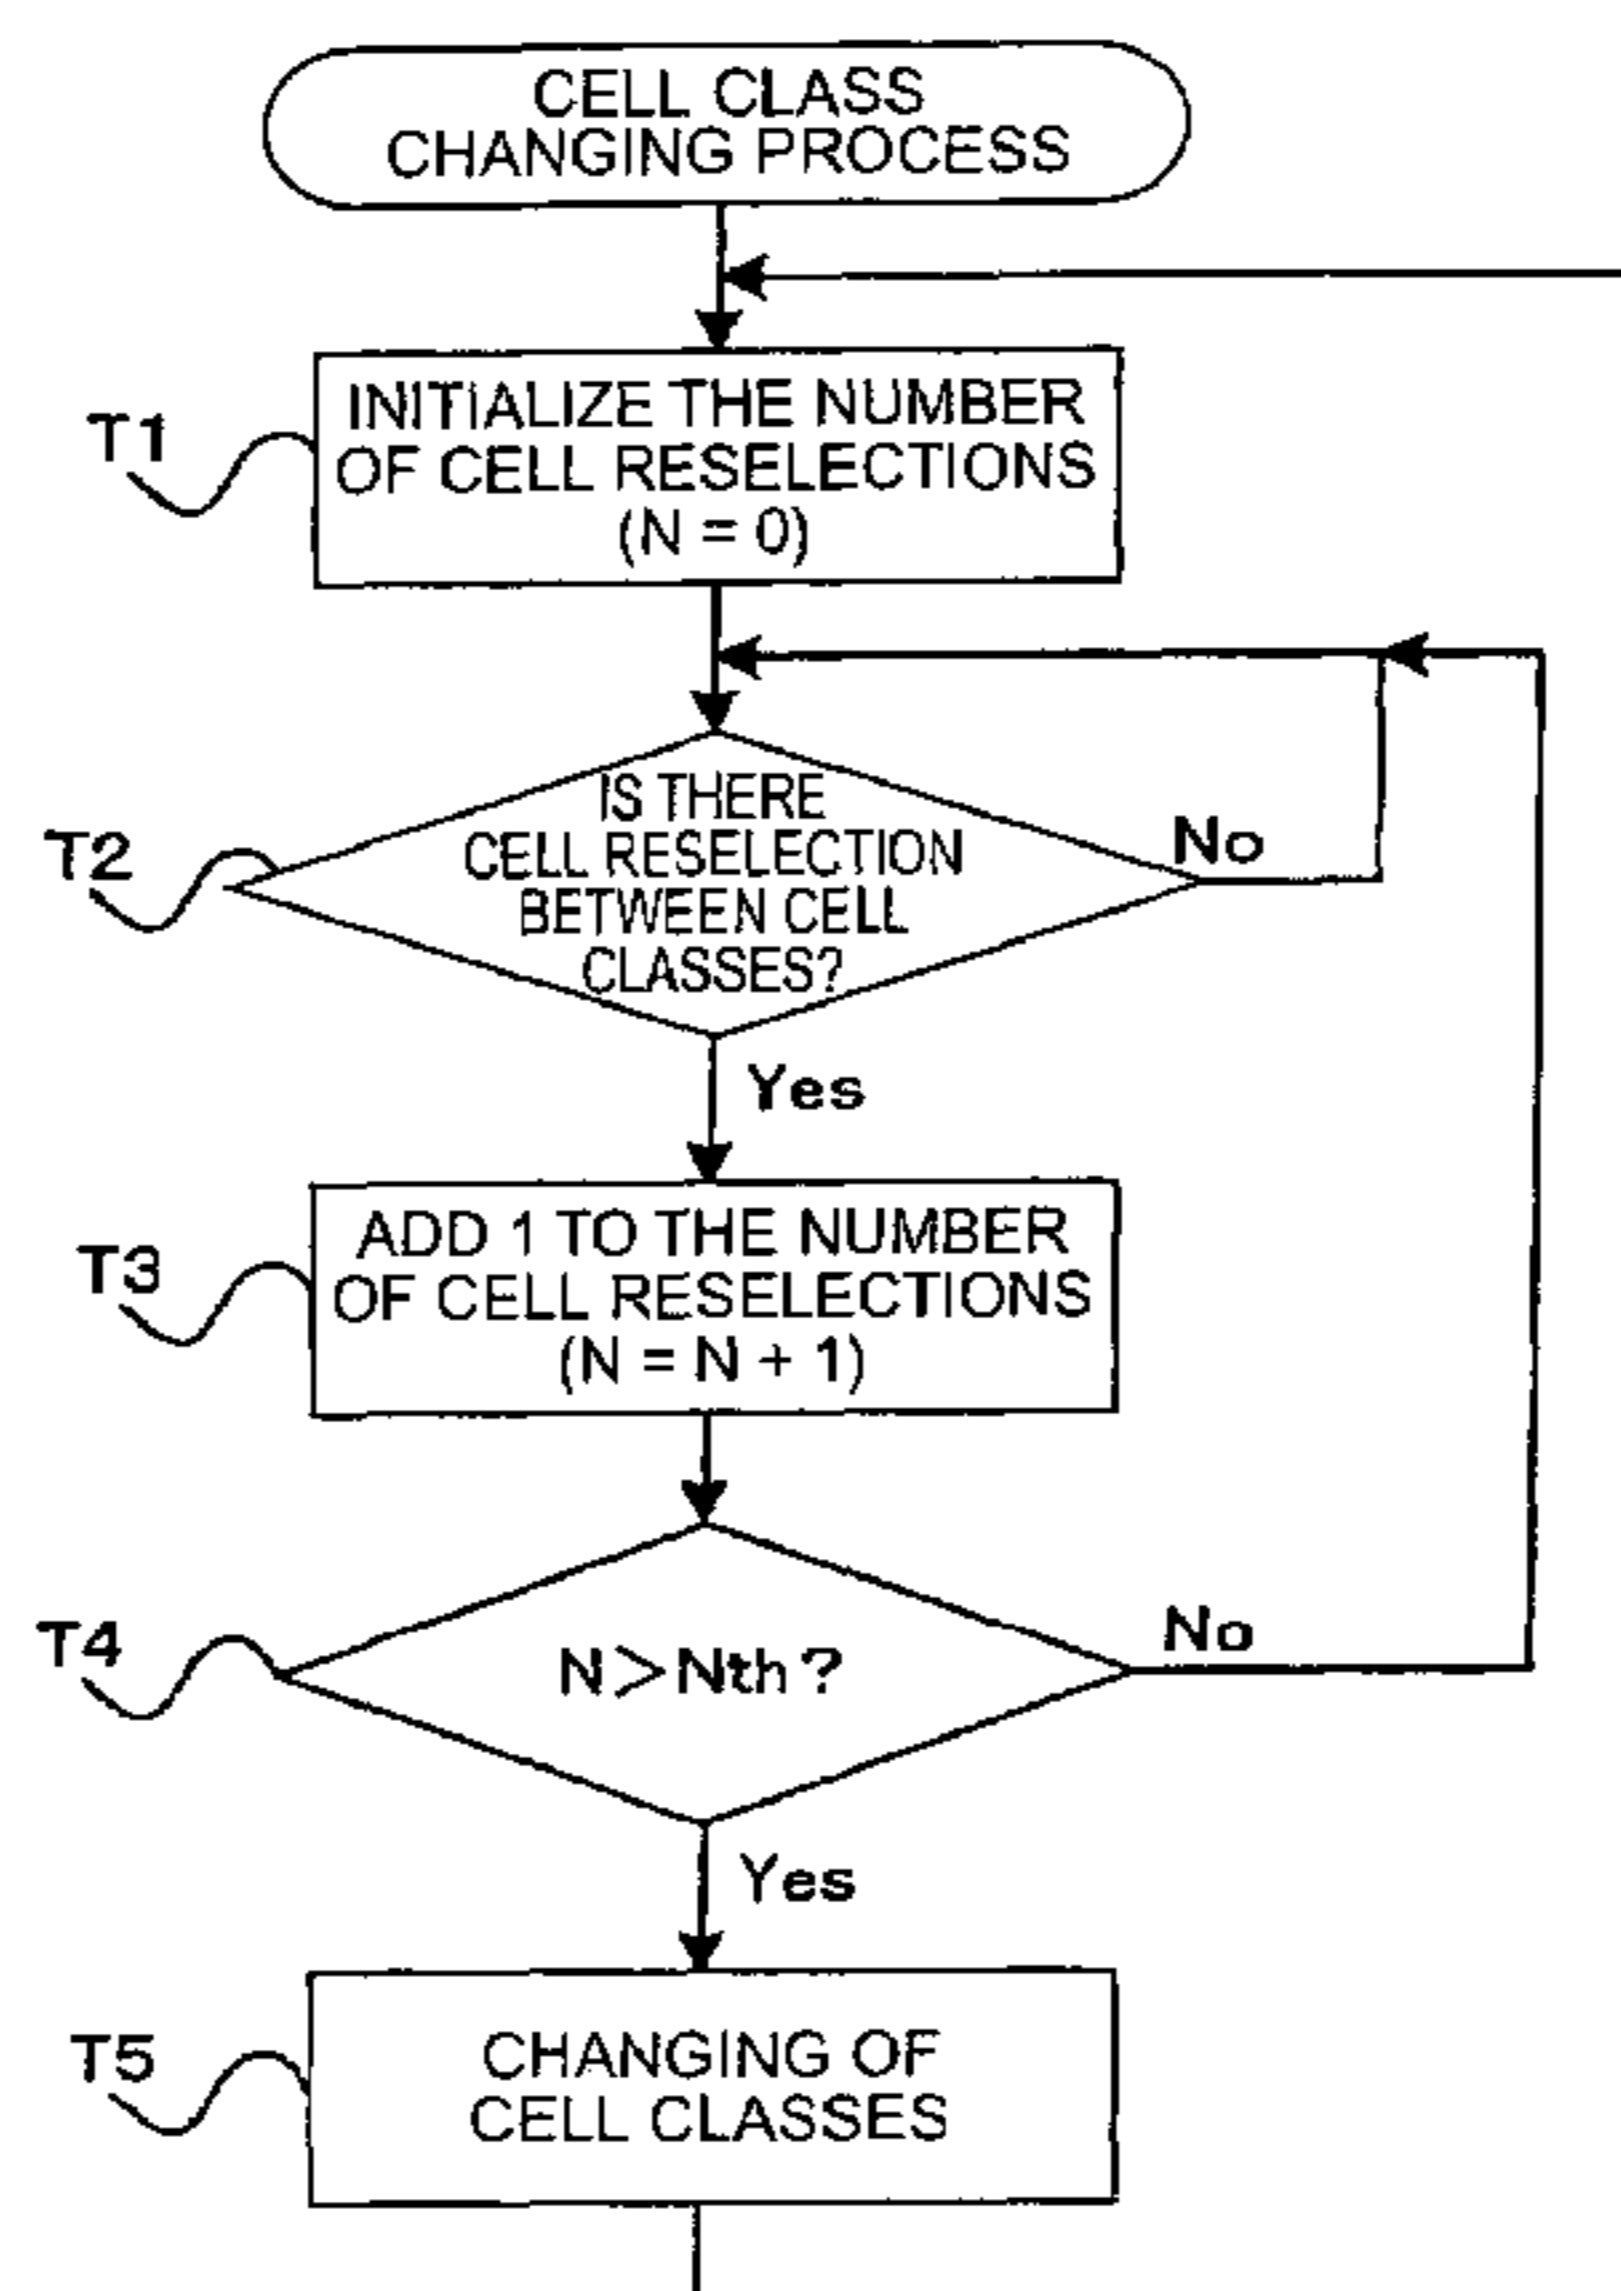 CELL CLASS
CHANGING PROCESS
T1
INITIALIZE THE NUMBER
OF CELL RESELECTIONS
(N = 0)
T2
IS THERE
CELL RESELECTION
BETWEEN CELL
CLASSES?
No
Yes
T3
ADD 1 TO THE NUMBER
OF CELL RESELECTIONS
(N = N + 1)
T4
N>Nth?
No
Yes
T5
CHANGING OF
CELL CLASSES